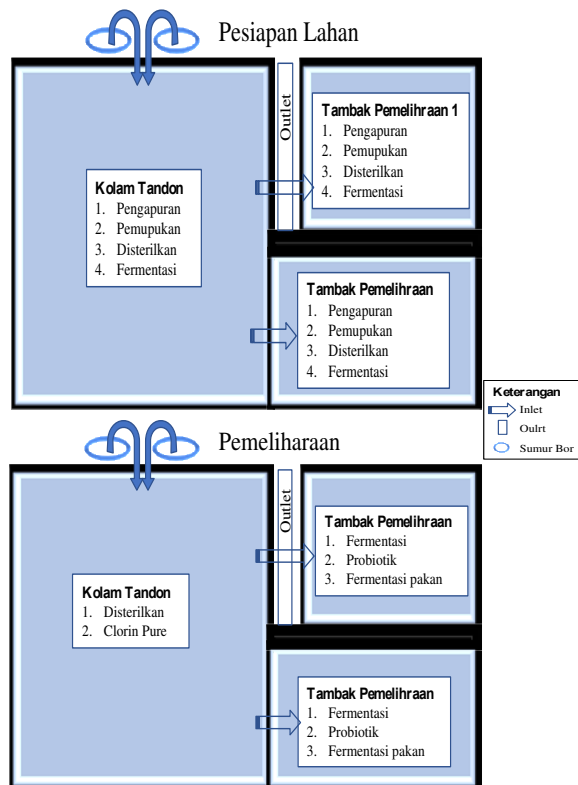 Pesiapan Lahan
Outlet
Tambak Pemelihraan 1
1. Pengapuran
2. Pemupukan
3. Disterilkan
4. Fermentasi
Kolam Tandon
1. Pengapuran
2. Pemupukan
3. Disterilkan
4. Fermentasi
Tambak Pemelihraan
1. Pengapuran
2. Pemupukan
3. Disterilkan
4. Fermentasi
Keterangan
Inlet
Oulrt
Sumur Bor
Pemeliharaan
Outlet
Tambak Pemelihraan
1. Fermentasi
2. Probiotik
3. Fermentasi pakan
Kolam Tandon
1. Disterilkan
2. Clorin Pure
Tambak Pemelihraan
1. Fermentasi
2. Probiotik
3. Fermentasi pakan